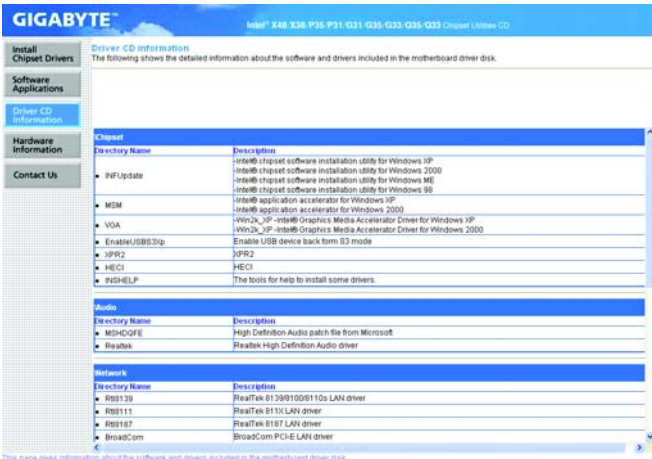 GIGABYTE™
Intel® X48/X38/P35/P31/G31/G35/G33/Q35/Q33 Chipset Utilities CD
Install Chipset Drivers
Software Applications
Driver CD Information
Hardware Information
Contact Us
Driver CD information
The following shows the detailed information about the software and drivers included in the motherboard driver disk.
Chipset
Directory Name Description
INFUpdate
-Intel® chipset software installation utility for Windows XP
-Intel® chipset software installation utility for Windows 2000
-Intel® chipset software installation utility for Windows ME
-Intel® chipset software installation utility for Windows 98
MSM
-Intel® application accelerator for Windows XP
-Intel® application accelerator for Windows 2000
VGA
-Win2k_XP -Intel® Graphics Media Accelerator Driver for Windows XP
-Win2k_XP -Intel® Graphics Media Accelerator Driver for Windows 2000
EnableUSBS3Xp Enable USB device back form S3 mode
XPR2 XPR2
HECI HECI
INSHELP The tools for help to install some drivers.
Audio
Directory Name Description
MSHDQFE High Definition Audio patch file from Microsoft
Realtek Realtek High Definition Audio driver
Network
Directory Name Description
Rtl8139 RealTek 8139/8100/8110s LAN driver
Rtl8111 RealTek 811X LAN driver
Rtl8187 RealTek 8187 LAN driver
BroadCom BroadCom PCI-E LAN driver
This page gives information about the software and drivers included in the motherboard driver disk.